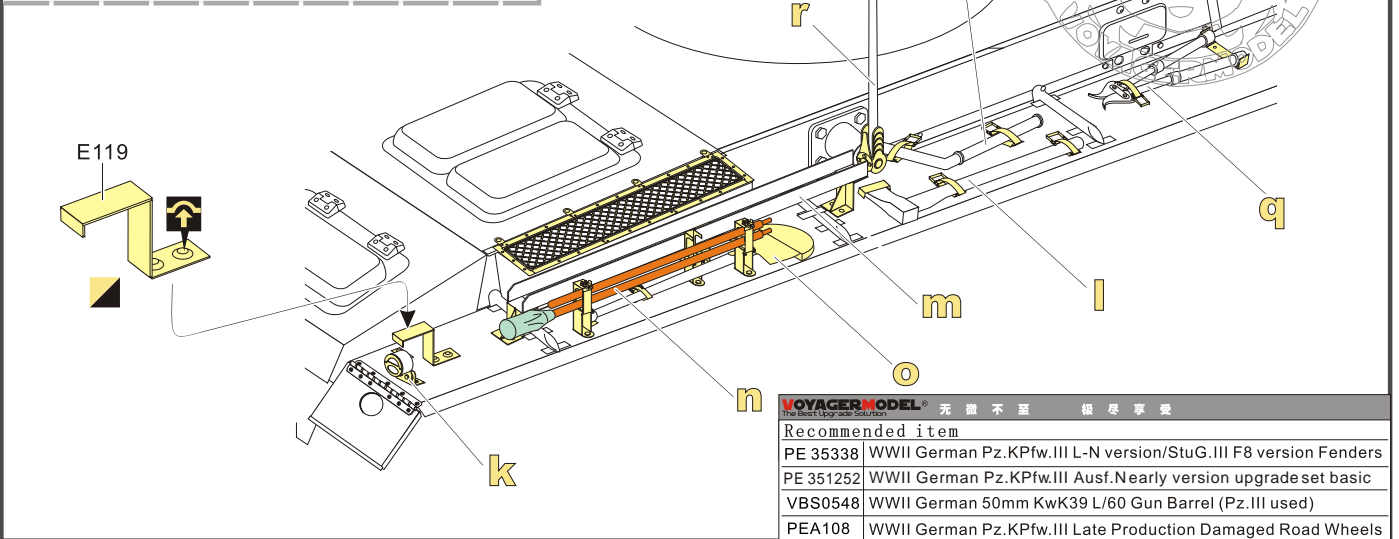 r
E119
q
l
m
o
n
k
VOYAGERMODEL®
The Best Upgrade Solution
无微不至 极尽享受
Recommended item
PE 35338 WWII German Pz.KPfw.III L-N version/StuG.III F8 version Fenders
PE 351252 WWII German Pz.KPfw.III Ausf.N early version upgrade set basic
VBS0548 WWII German 50mm KwK39 L/60 Gun Barrel (Pz.III used)
PEA108 WWII German Pz.KPfw.III Late Production Damaged Road Wheels